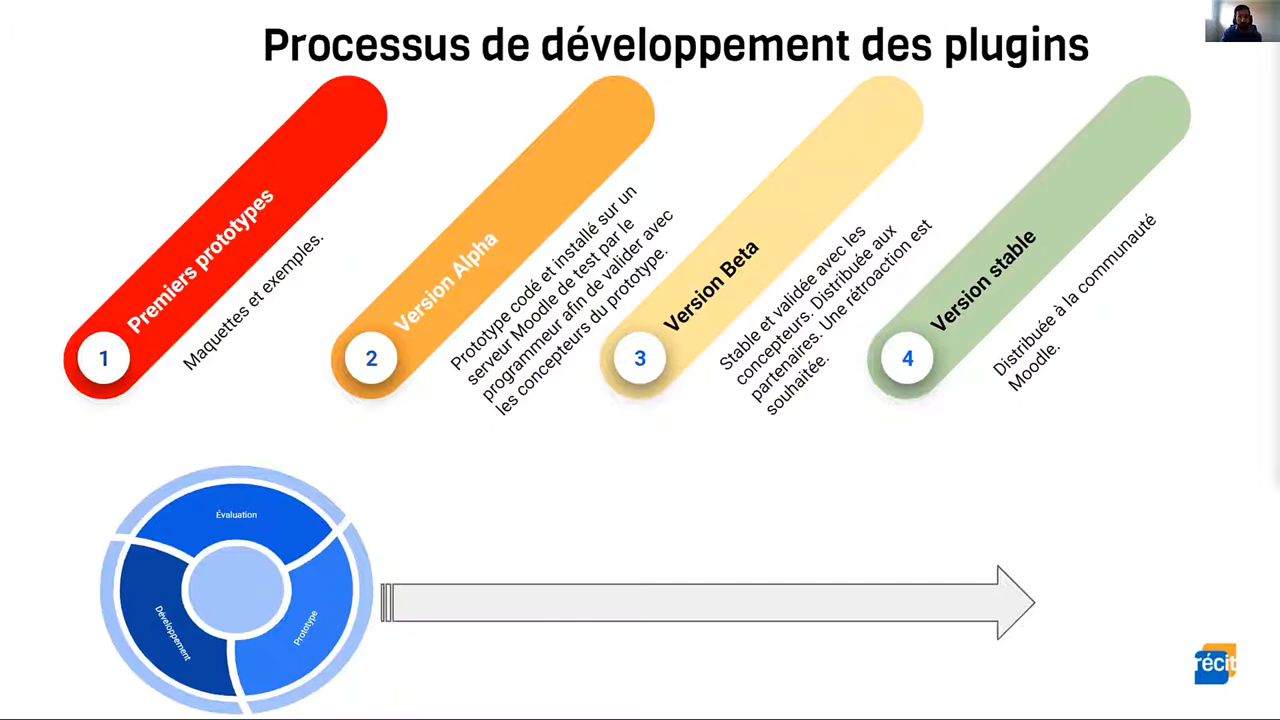 Processus de développement des plugins
1
Premiers prototypes
Maquettes et exemples.
2
Version Alpha
Prototype codé et installé sur un
serveur Moodle de test par le
programmeur afin de valider avec
les concepteurs du prototype.
3
Version Beta
Stable et validée avec les
concepteurs. Distribuée aux
partenaires. Une rétroaction est
souhaitée.
4
Version stable
Distribuée à la communauté
Moodle.
Évaluation
Développement
Prototype
récit